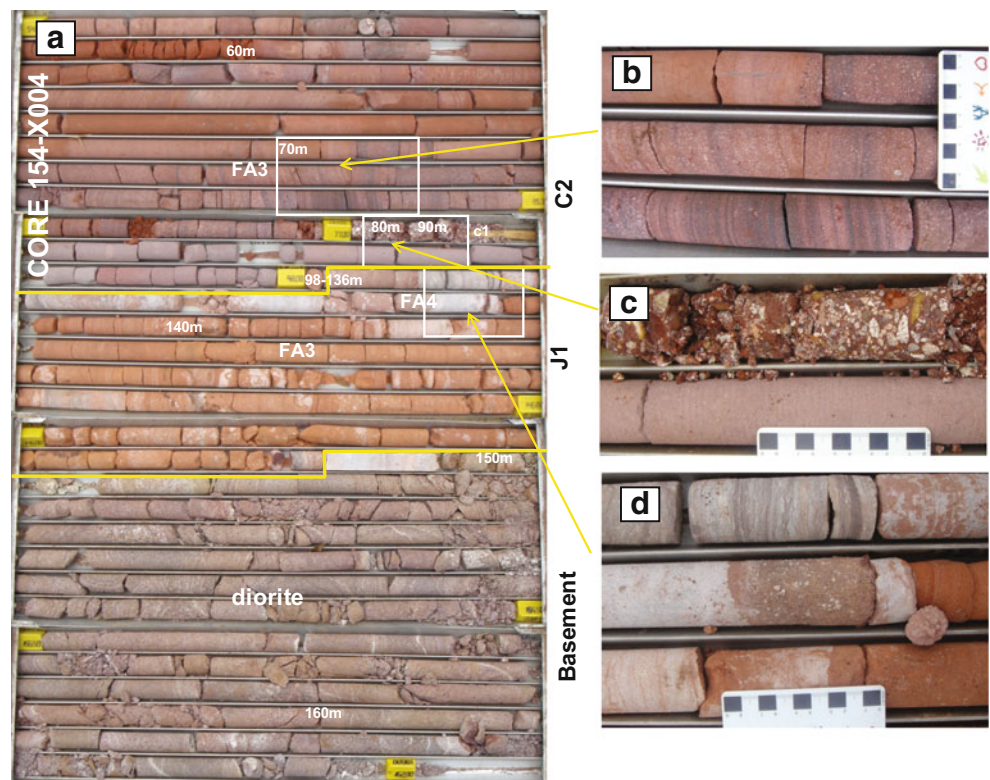 a
CORE 154-X004
60m
70m
FA3
C2
80m
90m
c1
98-136m
FA4
140m
FA3
J1
150m
diorite
Basement
160m
b
c
d